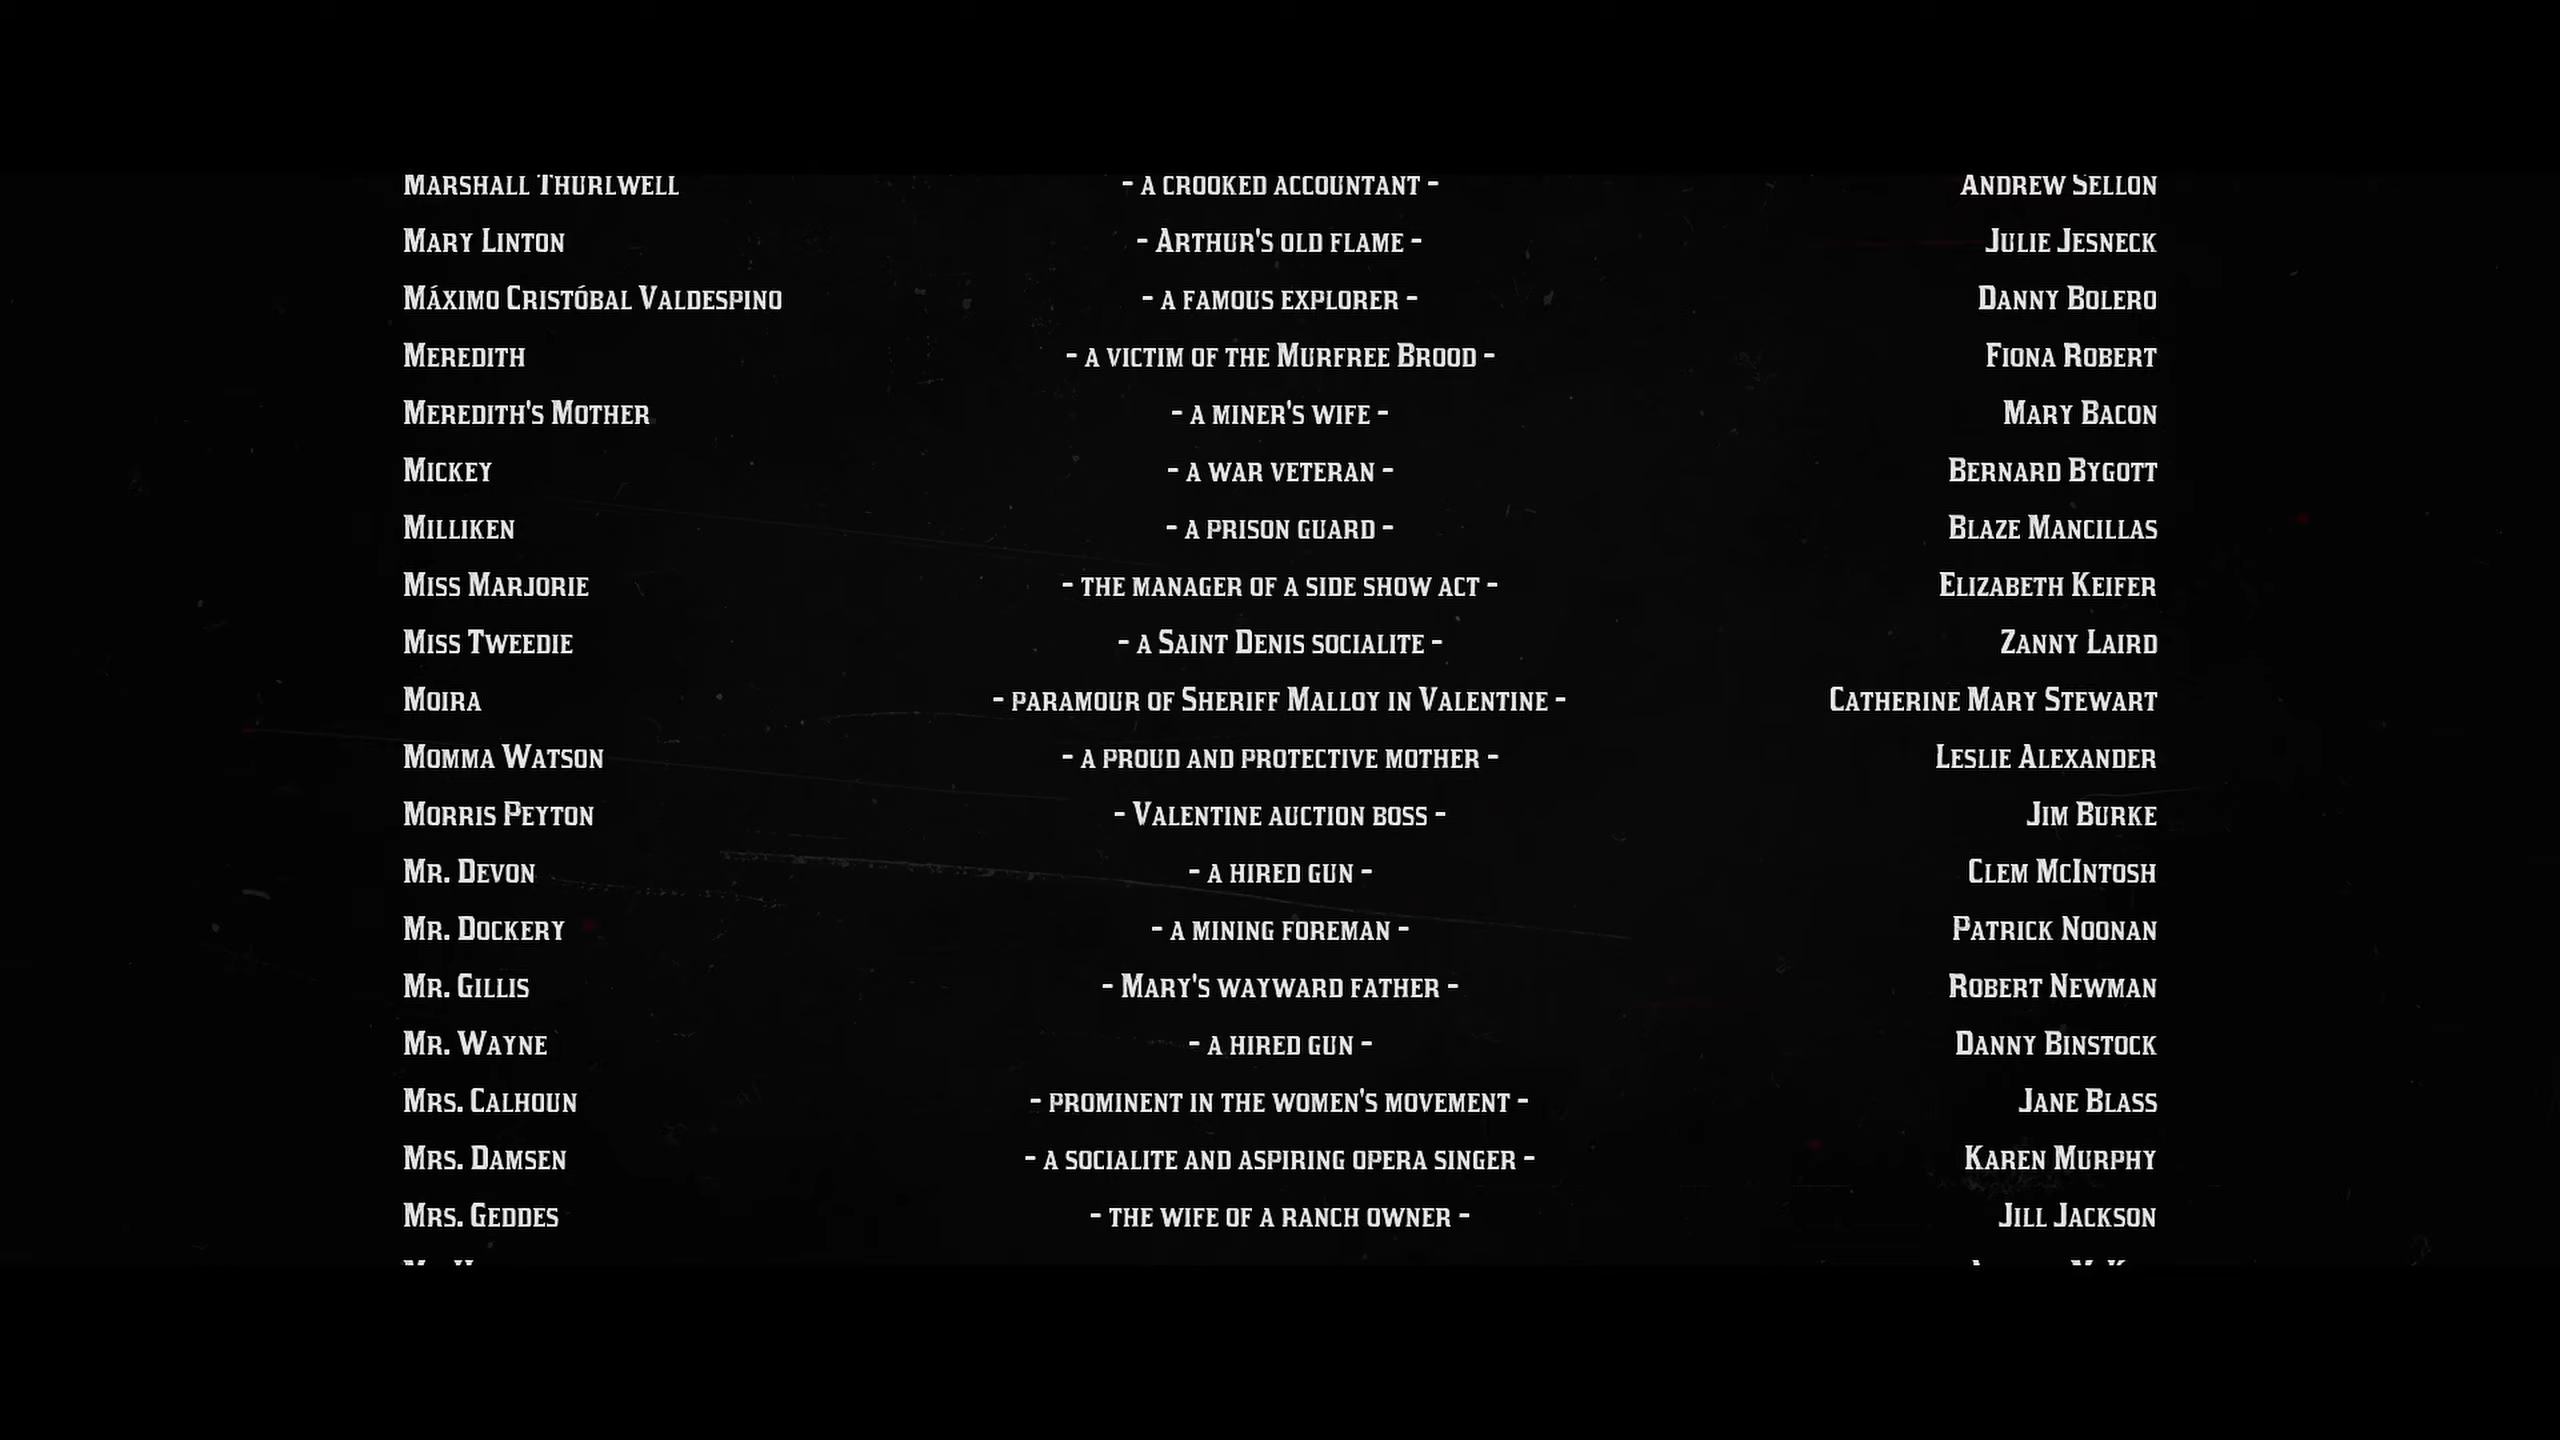 Marshall Thurlwell - a crooked accountant - Andrew Sellon
Mary Linton - Arthur's old flame - Julie Jesneck
Máximo Cristóbal Valdespino - a famous explorer - Danny Bolero
Meredith - a victim of the Murfree Brood - Fiona Robert
Meredith's Mother - a miner's wife - Mary Bacon
Mickey - a war veteran - Bernard Bygott
Milliken - a prison guard - Blaze Mancillas
Miss Marjorie - the manager of a side show act - Elizabeth Keifer
Miss Tweedie - a Saint Denis socialite - Zanny Laird
Moira - paramour of Sheriff Malloy in Valentine - Catherine Mary Stewart
Momma Watson - a proud and protective mother - Leslie Alexander
Morris Peyton - Valentine auction boss - Jim Burke
Mr. Devon - a hired gun - Clem McIntosh
Mr. Dockery - a mining foreman - Patrick Noonan
Mr. Gillis - Mary's wayward father - Robert Newman
Mr. Wayne - a hired gun - Danny Binstock
Mrs. Calhoun - prominent in the women's movement - Jane Blass
Mrs. Damsen - a socialite and aspiring opera singer - Karen Murphy
Mrs. Geddes - the wife of a ranch owner - Jill Jackson